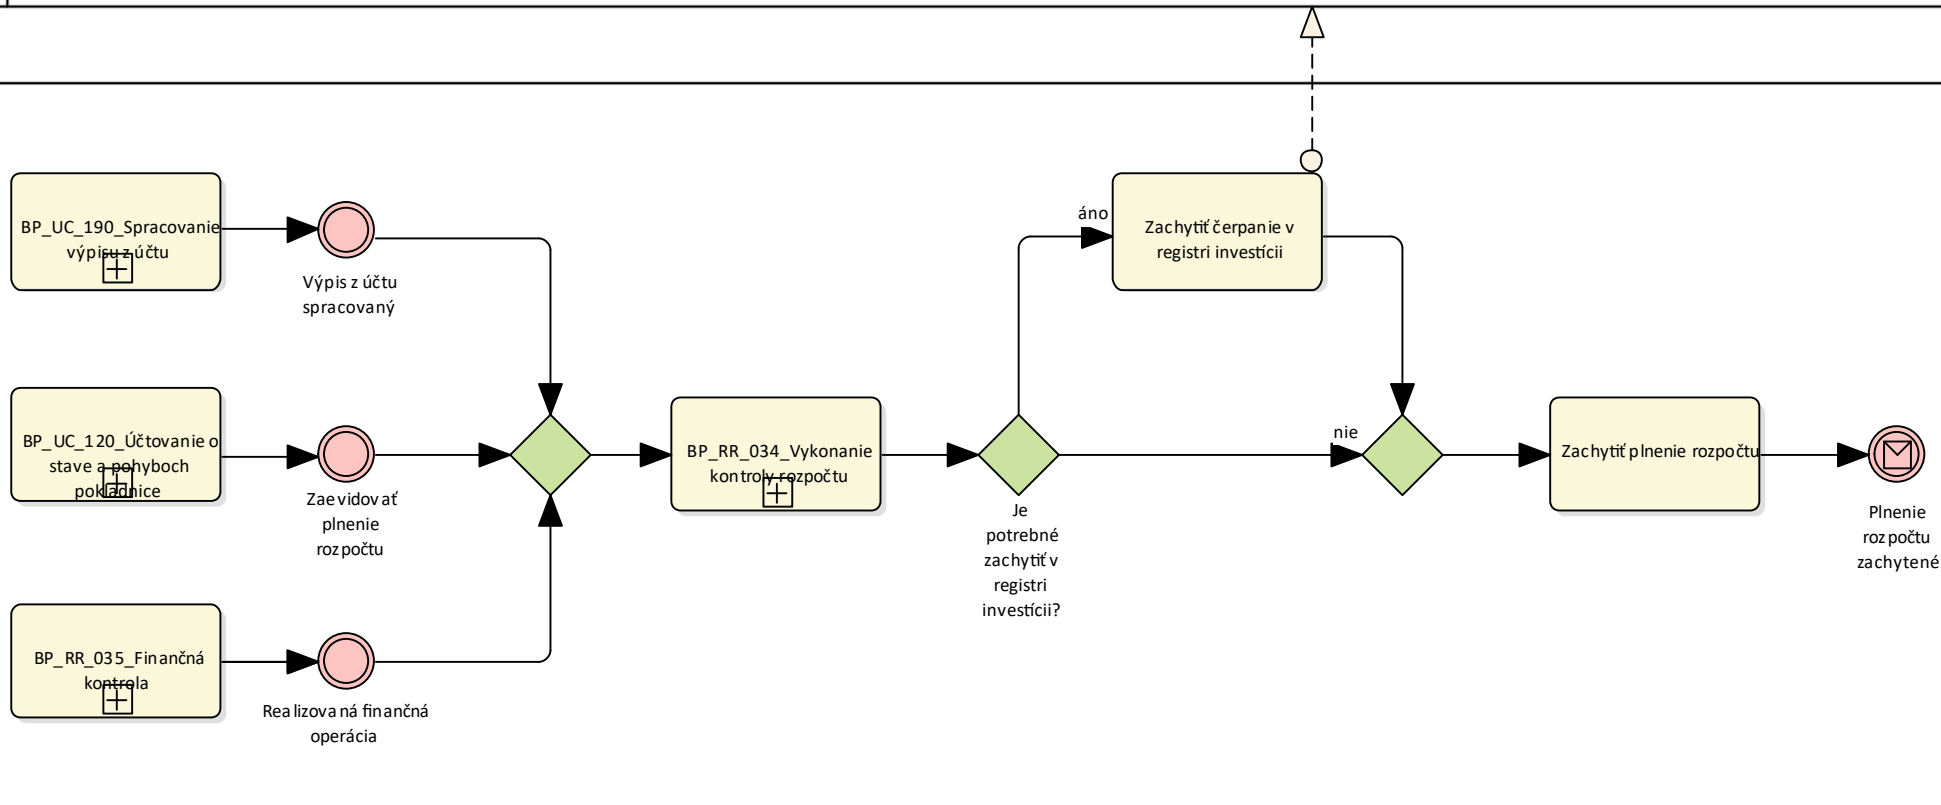 BP_UC_190_Spracovanie
výpisu z účtu
Výpis z účtu
spracovaný
áno
Zachytiť čerpanie v
registri investícii
BP_UC_120_Účtovanie o
stave a pohyboch
pokladnice
Zaevidovať
plnenie
rozpočtu
BP_RR_034_Vykonanie
kontroly rozpočtu
Je
potrebné
zachytiť v
registri
investícii?
nie
Zachytiť plnenie rozpočtu
Plnenie
rozpočtu
zachytené
BP_RR_035_Finančná
kontrola
Realizovaná finančná
operácia